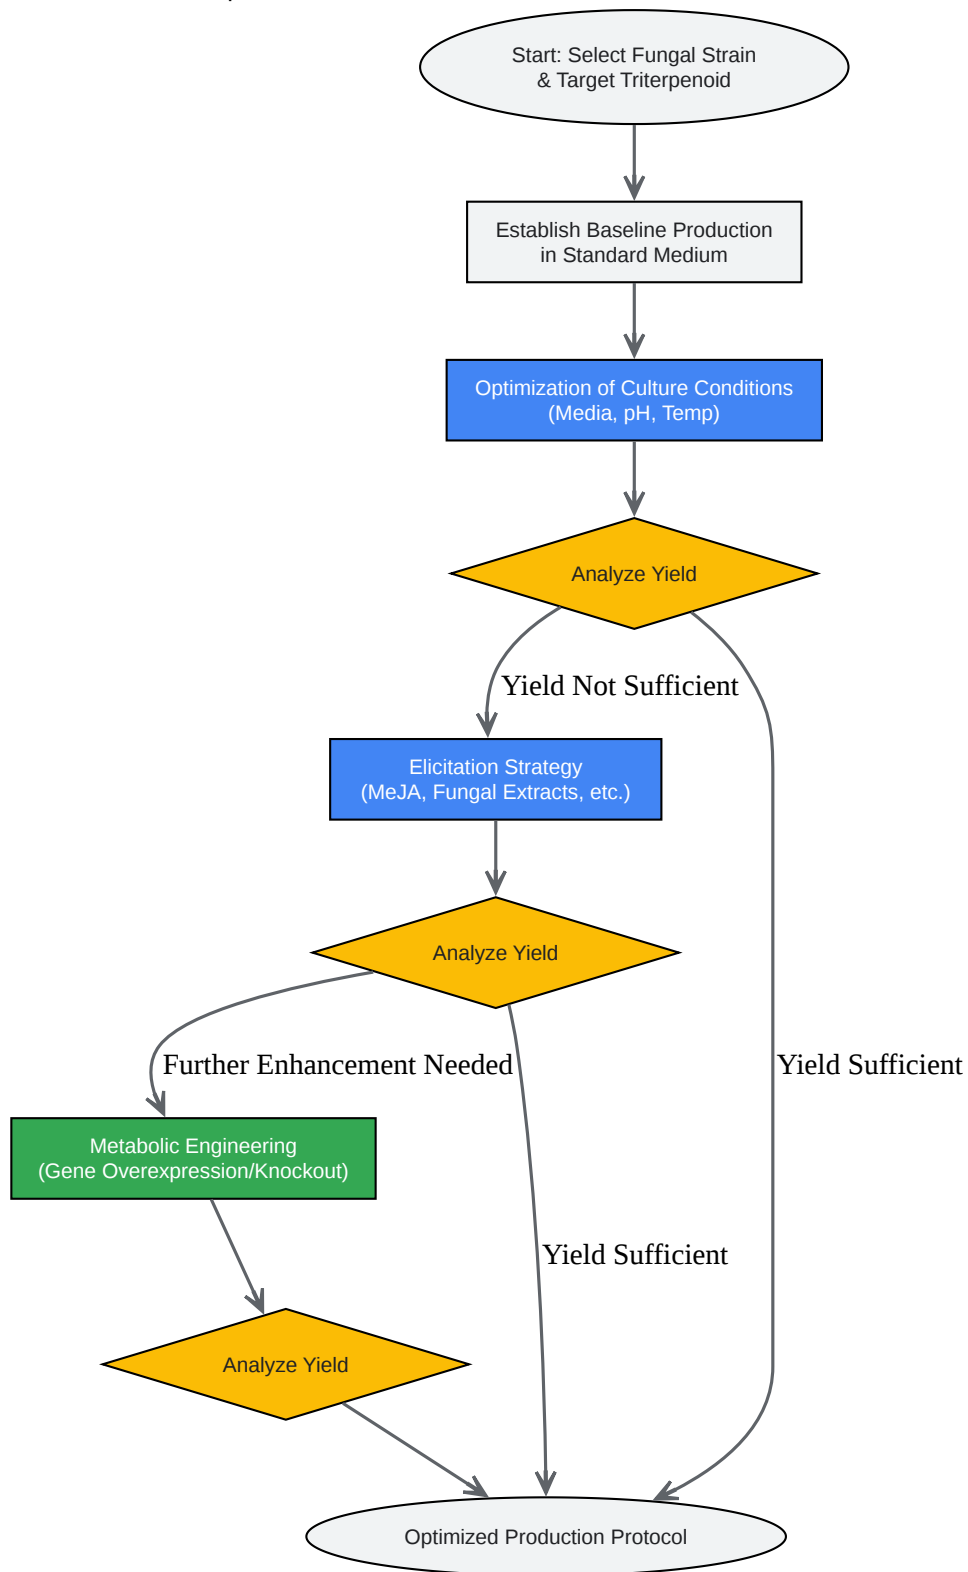 Start: Select Fungal Strain
& Target Triterpenoid
Establish Baseline Production
in Standard Medium
Optimization of Culture Conditions
(Media, pH, Temp)
Analyze Yield
Yield Not Sufficient
Elicitation Strategy
(MeJA, Fungal Extracts, etc.)
Analyze Yield
Further Enhancement Needed
Yield Sufficient
Metabolic Engineering
(Gene Overexpression/Knockout)
Yield Sufficient
Analyze Yield
Optimized Production Protocol